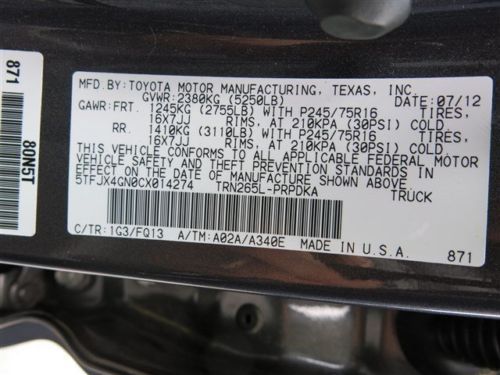 MFD.BY:TOYOTA MOTOR MANUFACTURING, TEXAS, INC.
GVWR:2380KG (5250LB) DATE:07/12
GAWR:FRT. 1245KG (2755LB) WITH P245/75R16 TIRES,
16X7JJ RIMS, AT 210KPA (30PSI) COLD.
RR. 1410KG (3110LB) WITH P245/75R16 TIRES,
16X7JJ RIMS, AT 210KPA (30PSI) COLD.
THIS VEHICLE CONFORMS TO ALL APPLICABLE FEDERAL MOTOR
VEHICLE SAFETY AND THEFT PREVENTION STANDARDS IN
EFFECT ON THE DATE OF MANUFACTURE SHOWN ABOVE.
5TFJX4GN0CX014274 TRN265L-PRPDKA TRUCK
C/TR:1G3/FQ13 A/TM:A02A/A340E MADE IN U.S.A. 871
871 80N5T